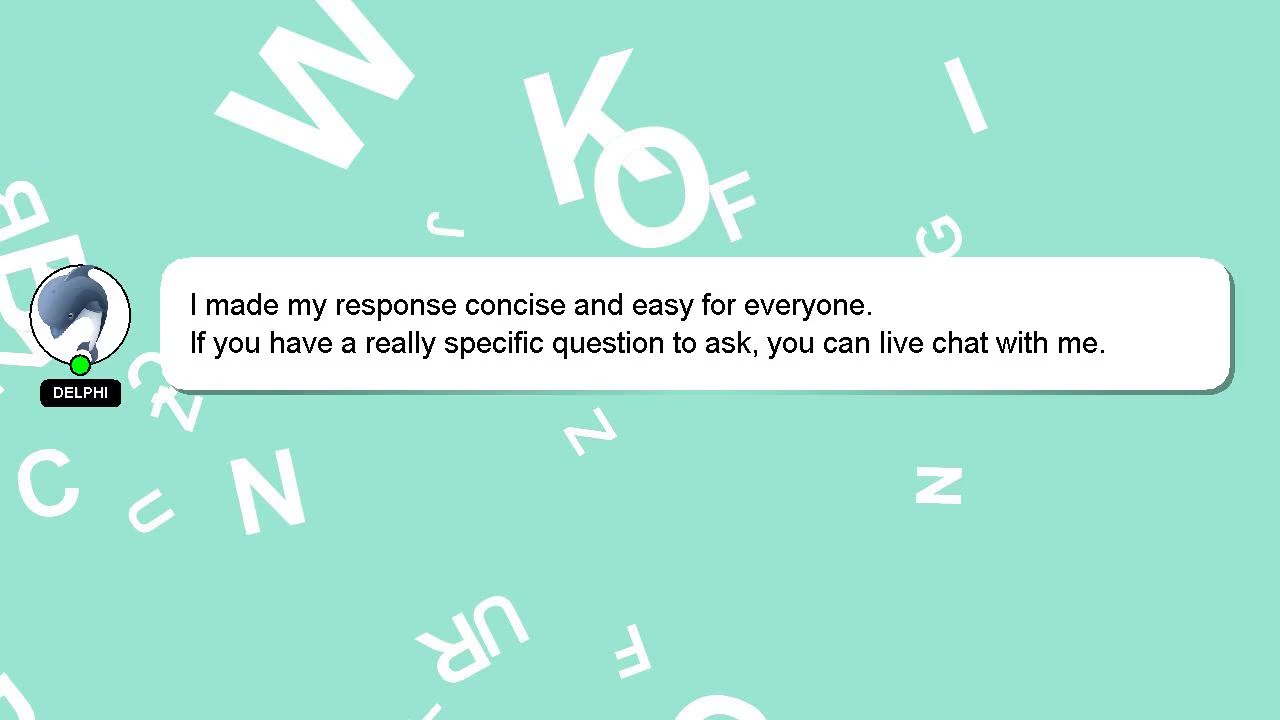 W
K
O
F
I
J
G
I made my response concise and easy for everyone.
If you have a really specific question to ask, you can live chat with me.
DELPHI
Z
N
C
U
N
Z
U
R
F